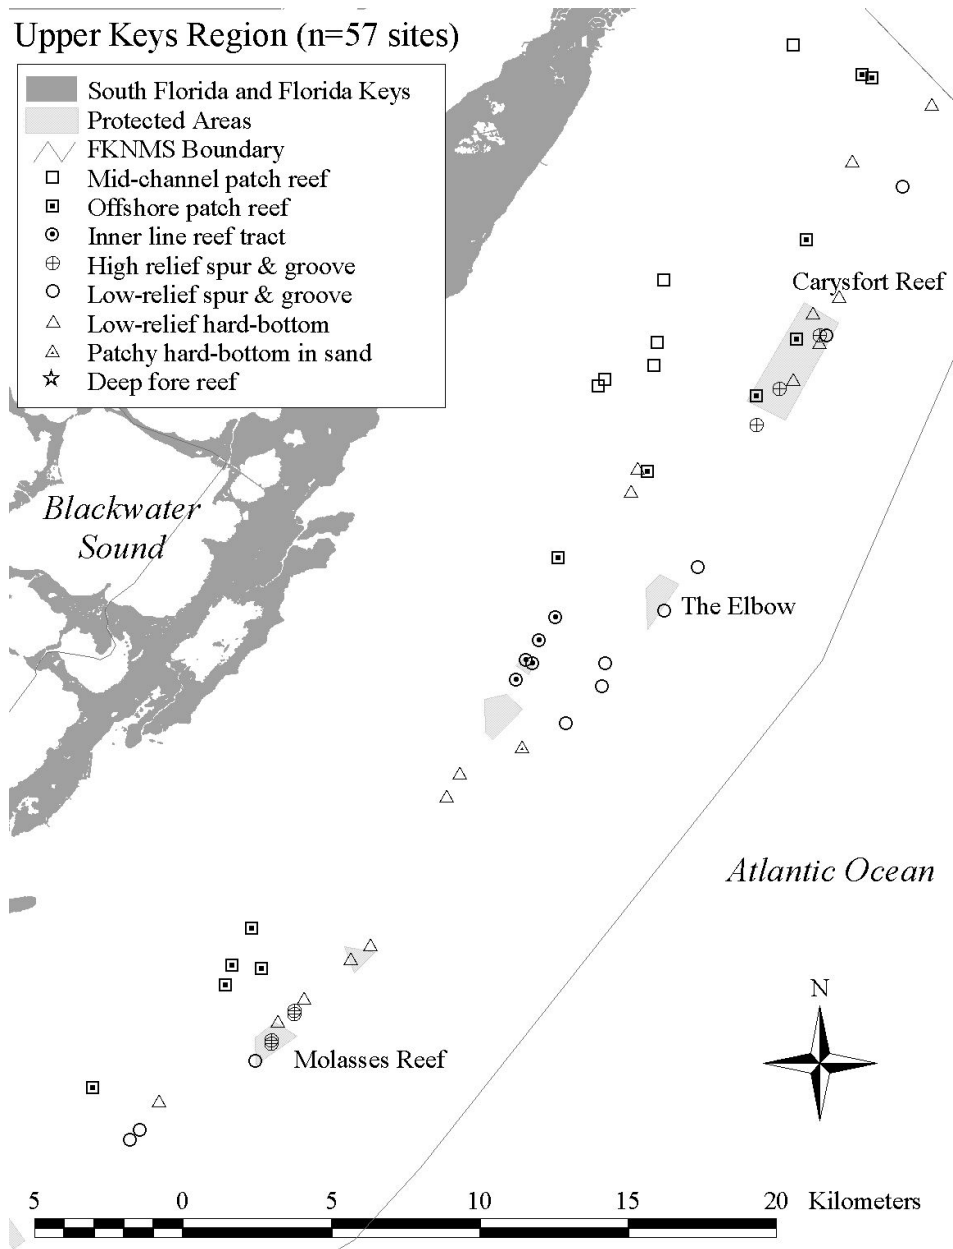 Upper Keys Region (n=57 sites)
South Florida and Florida Keys
Protected Areas
FKNMS Boundary
Mid-channel patch reef
Offshore patch reef
Inner line reef tract
High relief spur & groove
Low-relief spur & groove
Low-relief hard-bottom
Patchy hard-bottom in sand
Deep fore reef
Carysfort Reef
Blackwater
Sound
The Elbow
Atlantic Ocean
N
Molasses Reef
5 0 5 10 15 20 Kilometers